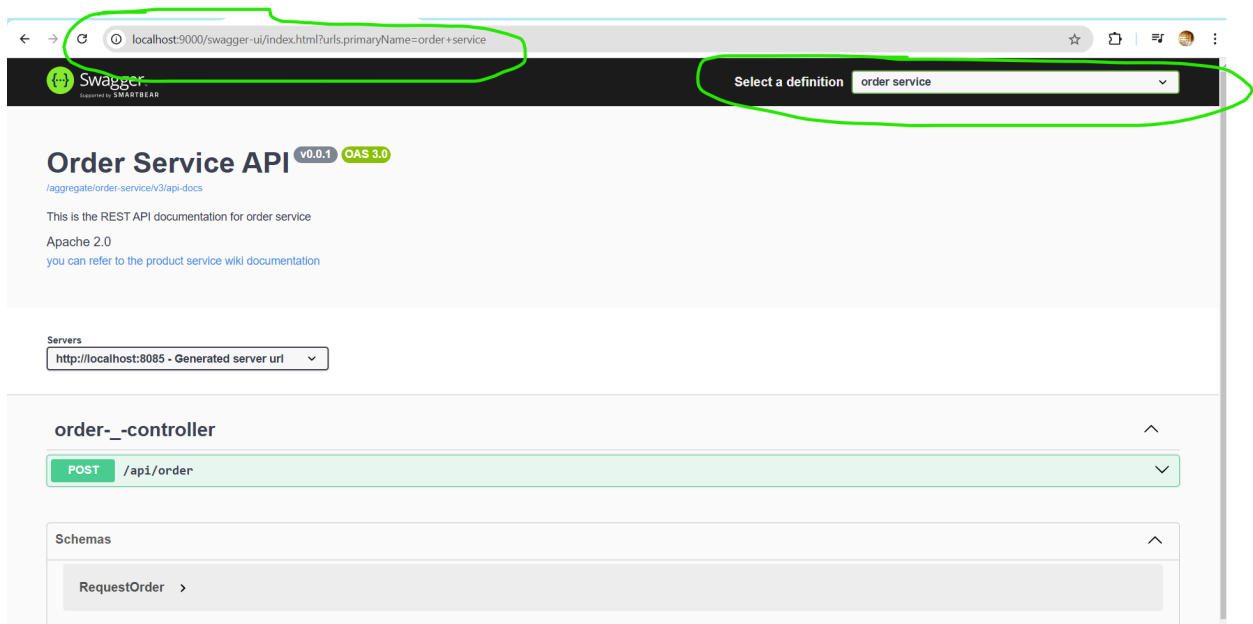 localhost:9000/swagger-ui/index.html?urls.primaryName=order+service
{···} Swagger.
Supported by SMARTBEAR
Select a definition order service
Order Service API v0.0.1 OAS 3.0
/aggregate/order-service/v3/api-docs
This is the REST API documentation for order service
Apache 2.0
you can refer to the product service wiki documentation
Servers
http://localhost:8085 - Generated server url
order-_-controller
POST /api/order
Schemas
RequestOrder